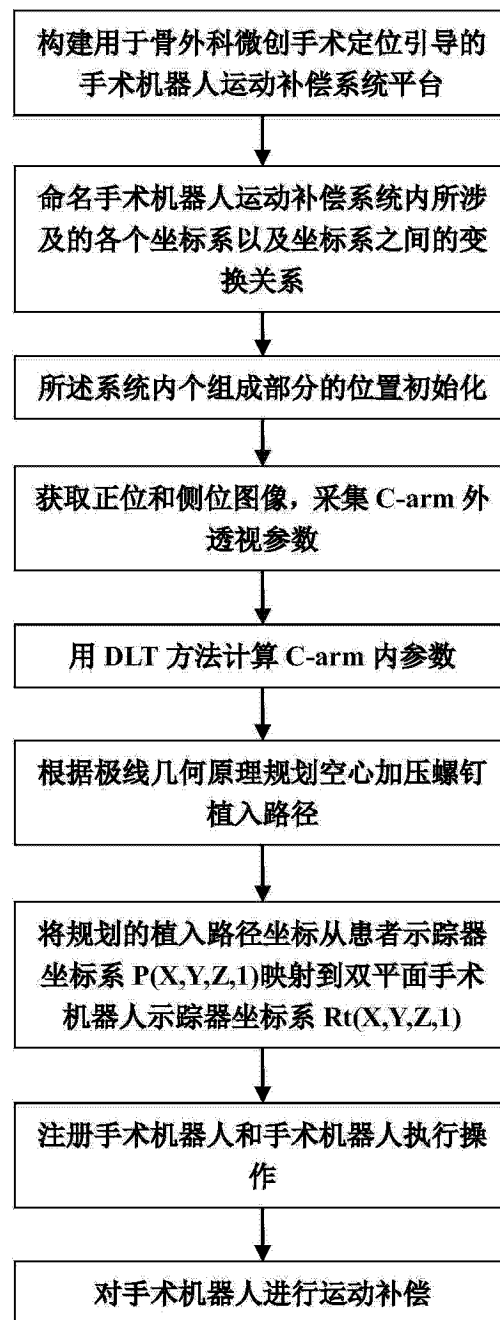 构建用于骨外科微创手术定位引导的
手术机器人运动补偿系统平台
命名手术机器人运动补偿系统内所涉
及的各个坐标系以及坐标系之间的变
换关系
所述系统内个组成部分的位置初始化
获取正位和侧位图像，采集 C-arm 外
透视参数
用 DLT 方法计算 C-arm 内参数
根据极线几何原理规划空心加压螺钉
植入路径
将规划的植入路径坐标从患者示踪器
坐标系 P(X,Y,Z,1)映射到双平面手术
机器人示踪器坐标系 Rt(X,Y,Z,1)
注册手术机器人和手术机器人执行操
作
对手术机器人进行运动补偿